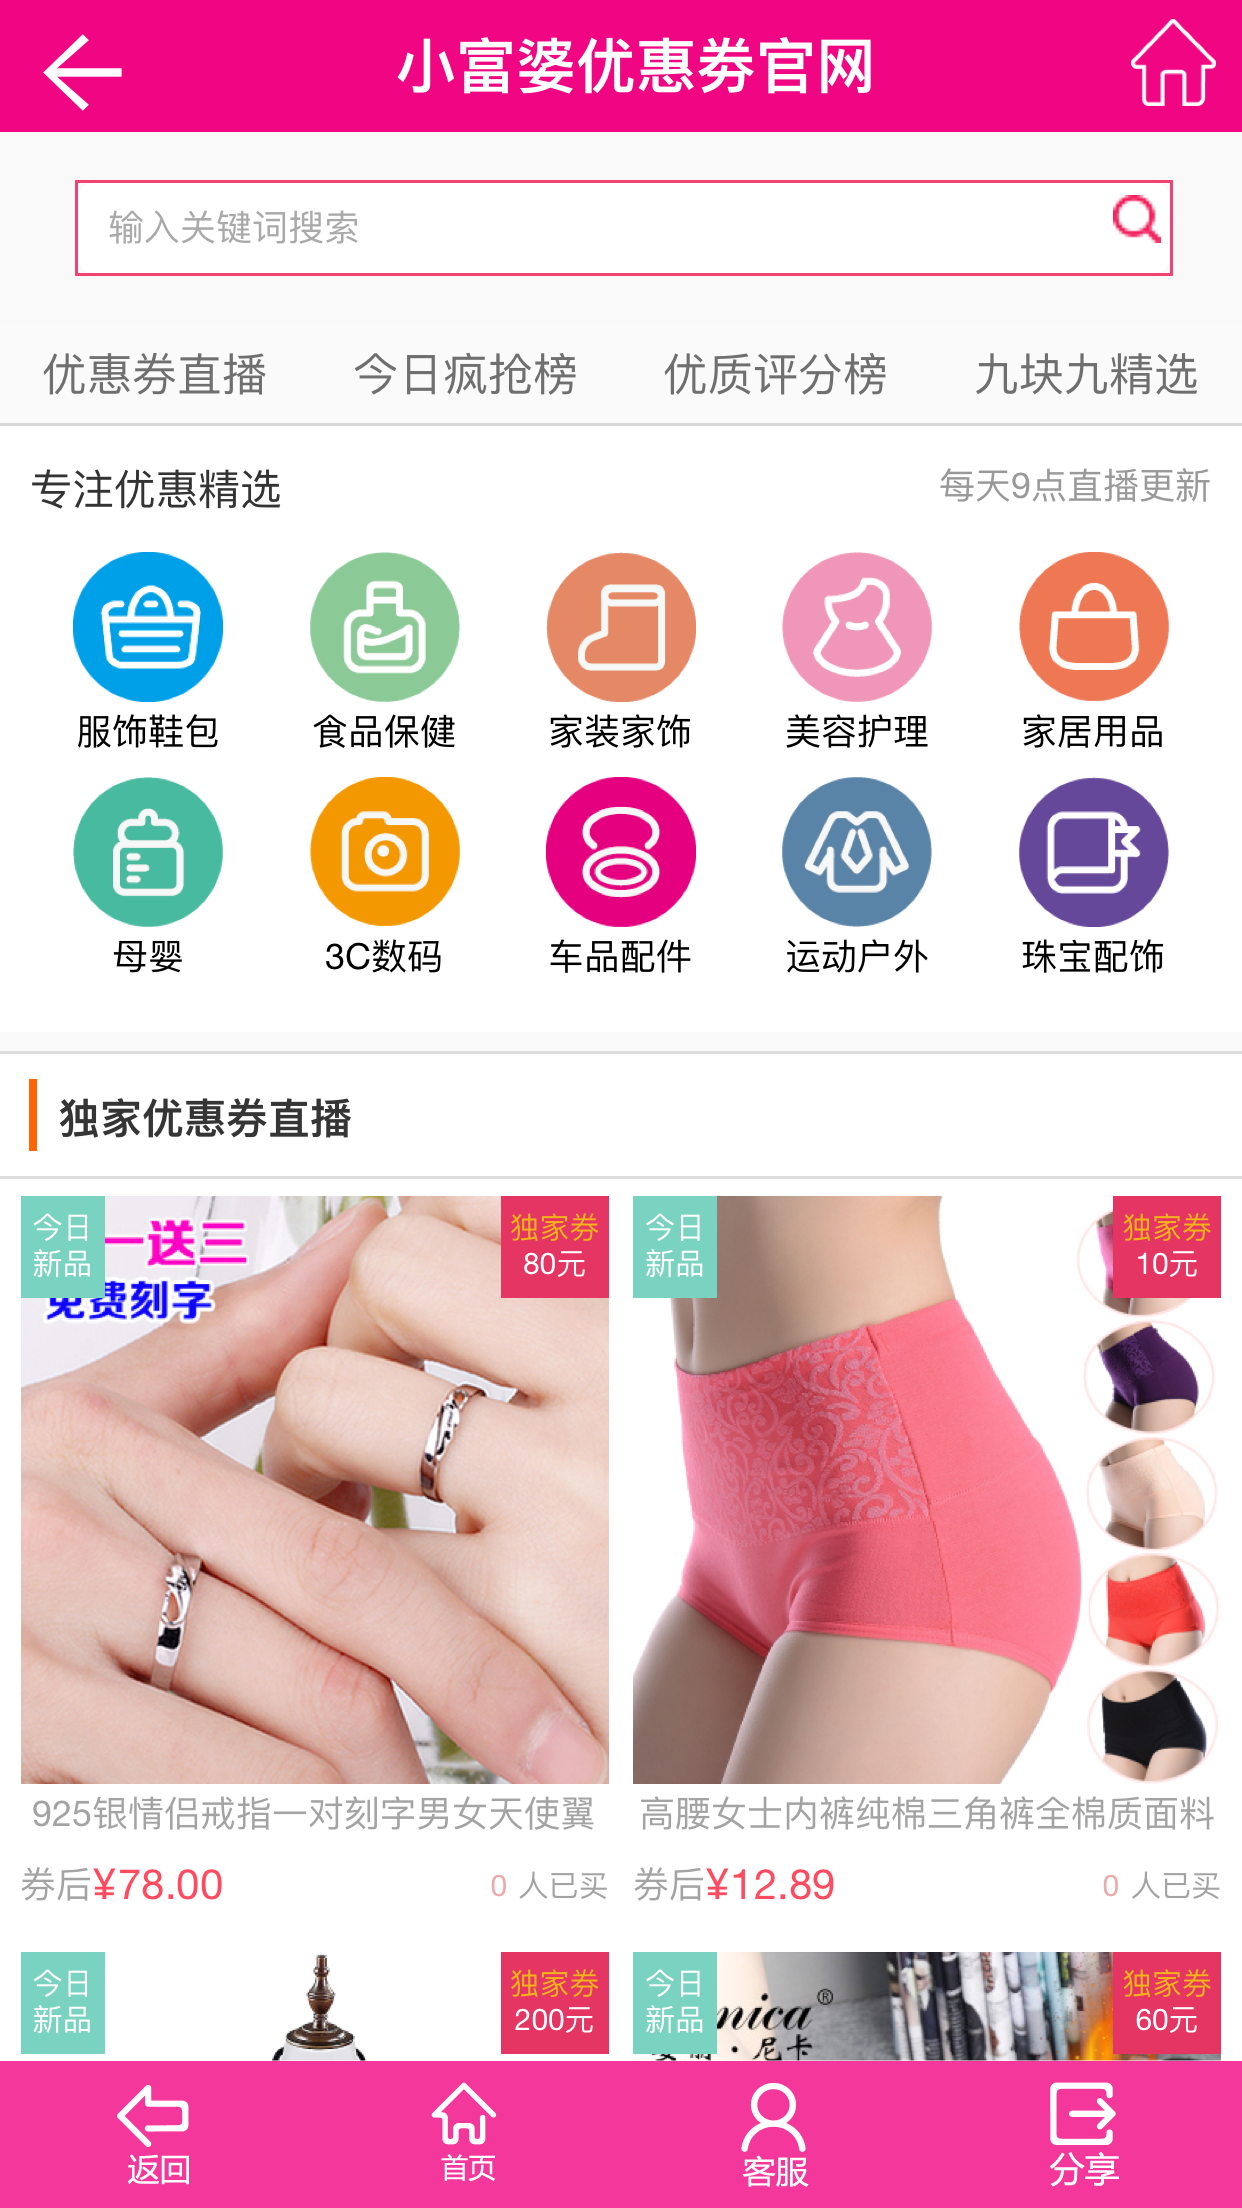 小富婆优惠券官网
输入关键词搜索
优惠券直播 今日疯抢榜 优质评分榜 九块九精选
专注优惠精选 每天9点直播更新
服饰鞋包 食品保健 家装家饰 美容护理 家居用品
母婴 3C数码 车品配件 运动户外 珠宝配饰
独家优惠券直播
今日
新品
一送三
免费刻字
独家券
80元
今日
新品
独家券
10元
925银情侣戒指一对刻字男女天使翼
券后¥78.00 0 人已买
高腰女士内裤纯棉三角裤全棉质面料
券后¥12.89 0 人已买
今日
新品
独家券
200元
今日
新品
nica®
·尼卡
独家券
60元
返回 首页 客服 分享